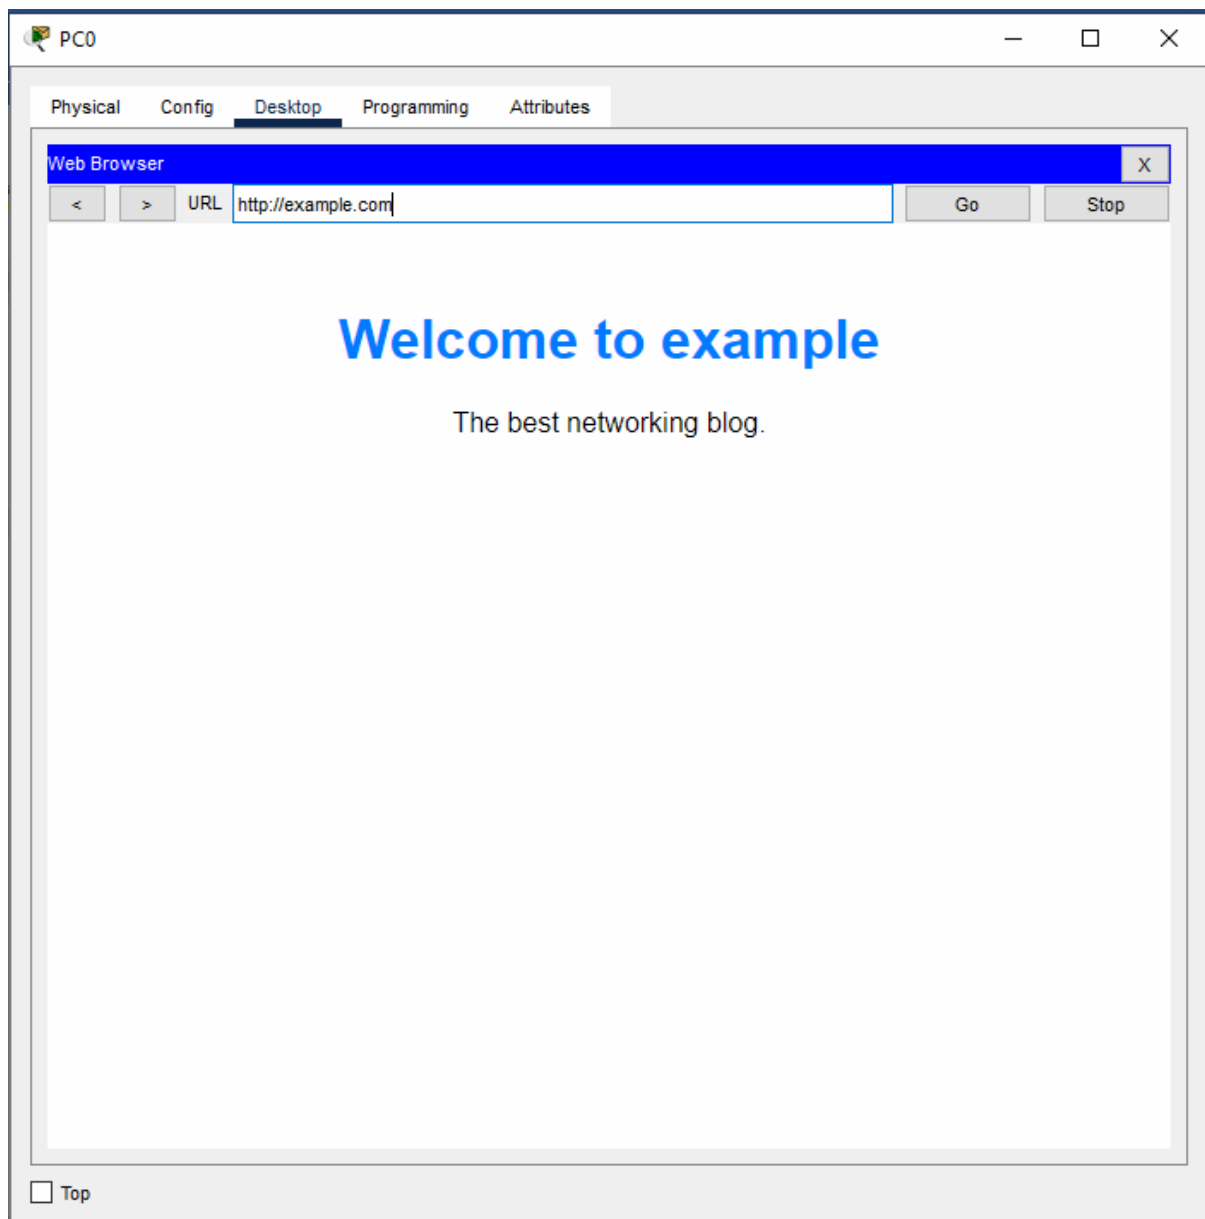 PC0
Physical Config Desktop Programming Attributes
Web Browser X
< > URL http://example.com Go Stop
Welcome to example
The best networking blog.
Top